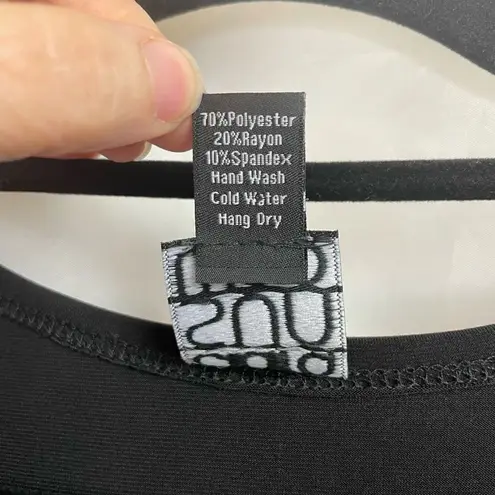 70%Polyester
20%Rayon
10%Spandex
Hand Wash
Cold Water
Hang Dry